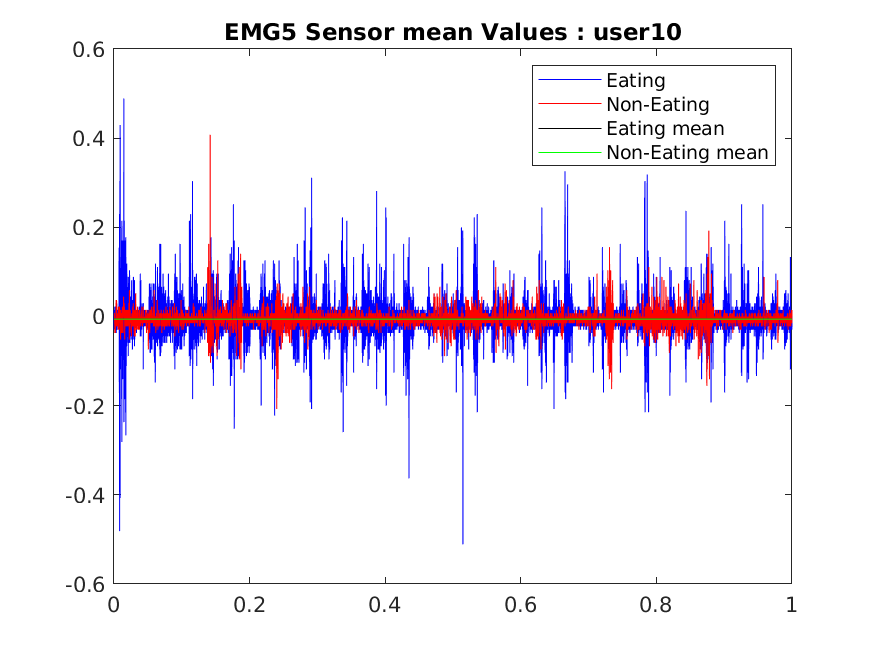 EMG5 Sensor mean Values : user10
0.6
0.4
0.2
0
-0.2
-0.4
-0.6
Eating
Non-Eating
Eating mean
Non-Eating mean
0 0.2 0.4 0.6 0.8 1